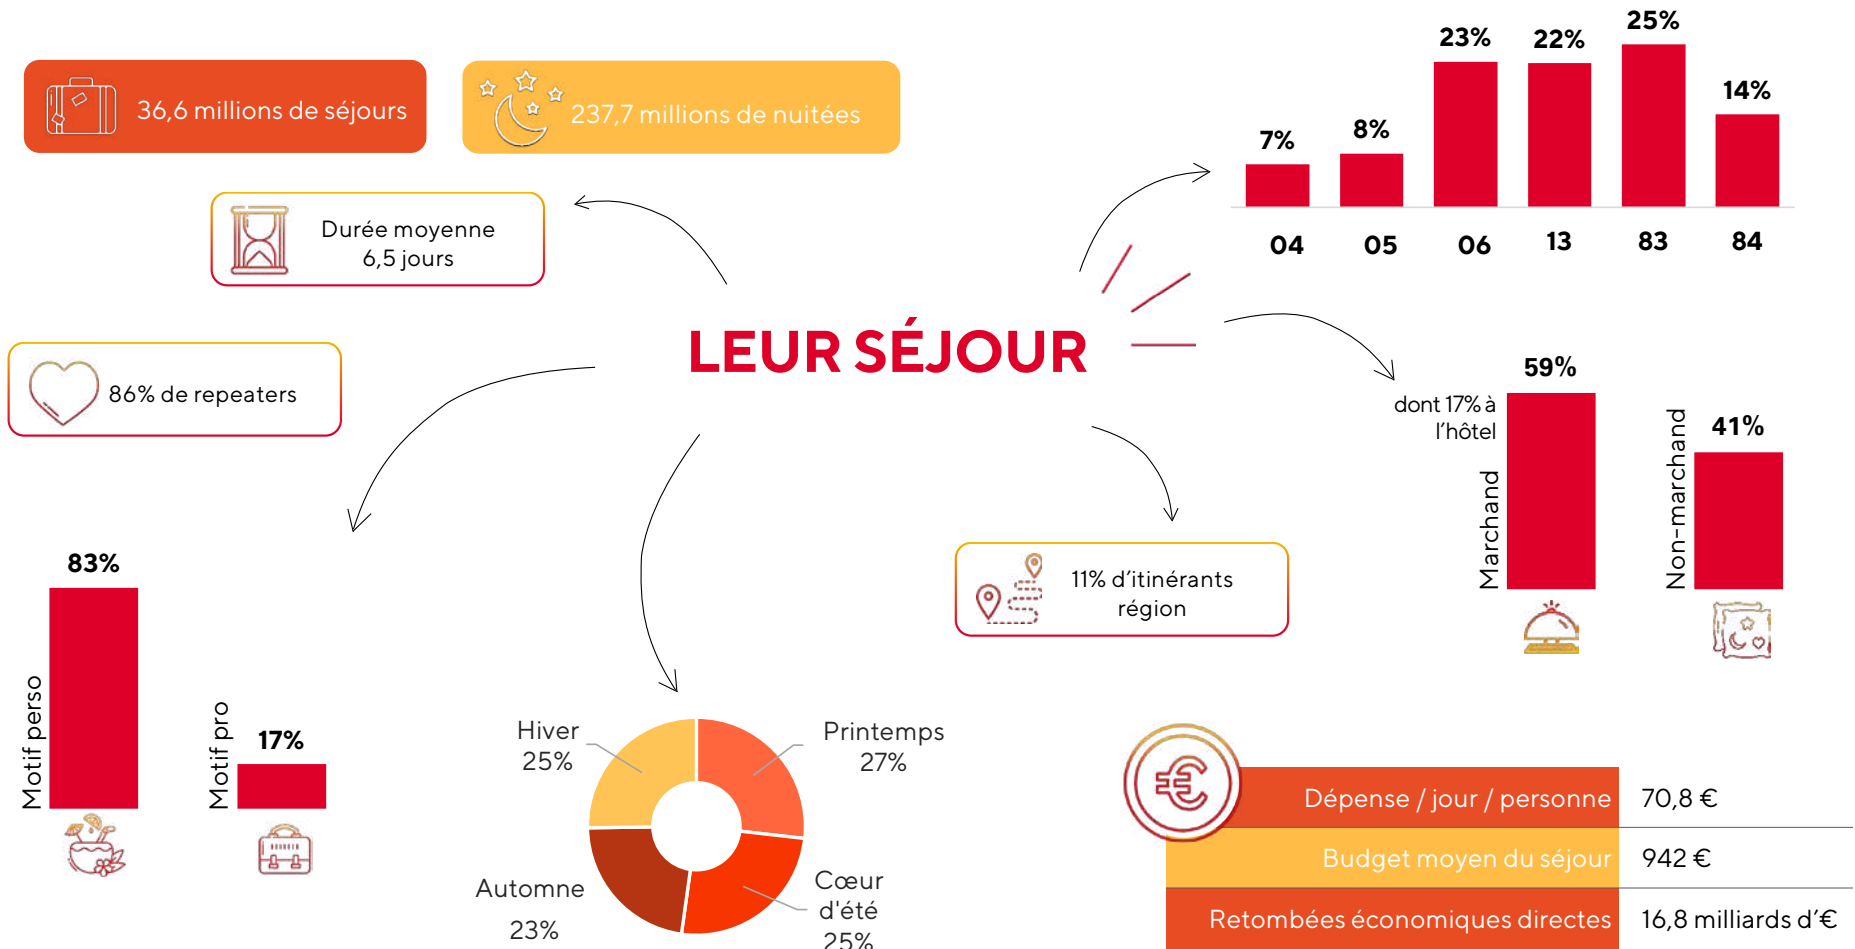 36,6 millions de séjours
237,7 millions de nuitées
Durée moyenne
6,5 jours
86% de repeaters
LEUR SÉJOUR
7%
8%
23%
22%
25%
14%
04
05
06
13
83
84
59%
dont 17% à
l'hôtel
Marchand
41%
Non-marchand
11% d'itinérants
région
83%
Motif perso
17%
Motif pro
Hiver
25%
Printemps
27%
Automne
23%
Cœur
d'été
25%
Dépense / jour / personne 70,8 €
Budget moyen du séjour 942 €
Retombées économiques directes 16,8 milliards d'€